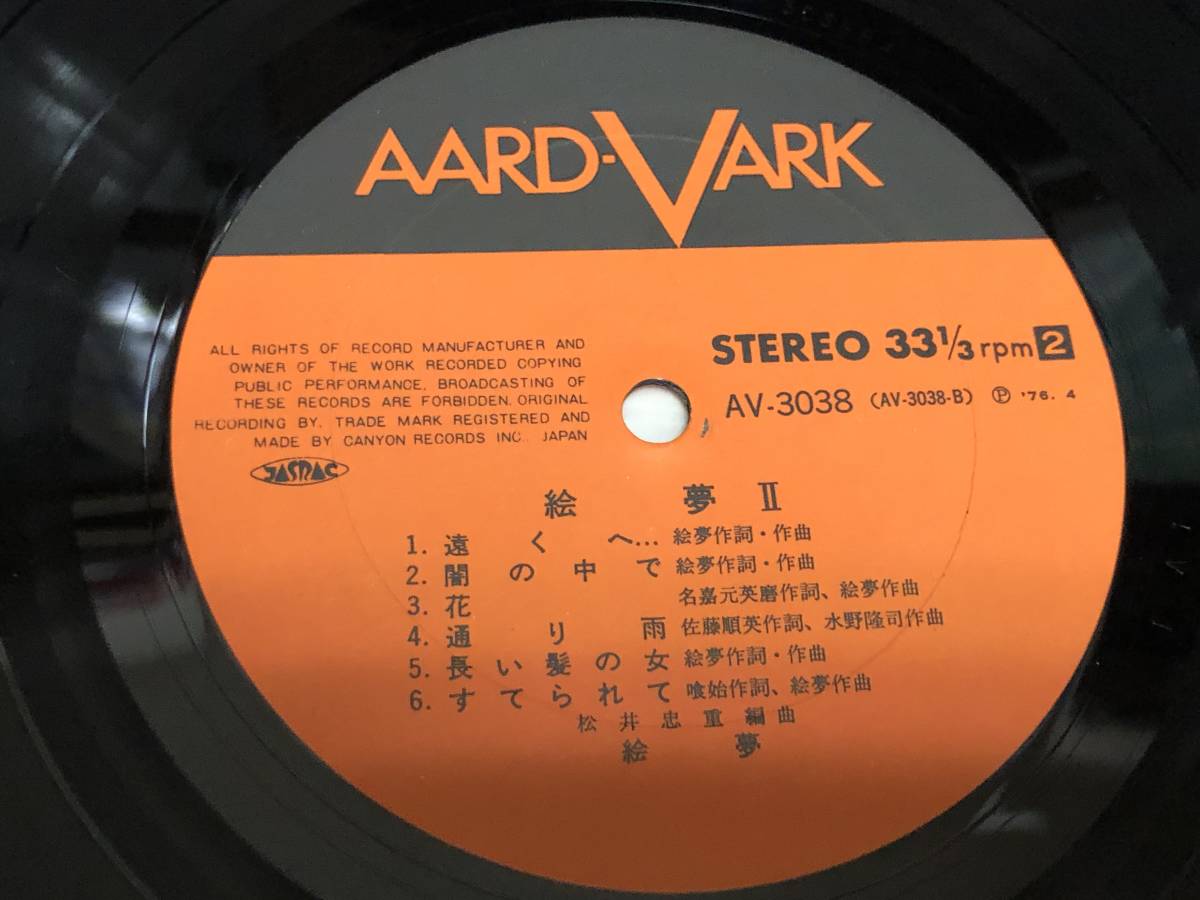 AARD-VARK
ALL RIGHTS OF RECORD MANUFACTURER AND
OWNER OF THE WORK RECORDED COPYING
PUBLIC PERFORMANCE, BROADCASTING OF
THESE RECORDS ARE FORBIDDEN. ORIGINAL
RECORDING BY, TRADE MARK REGISTERED AND
MADE BY CANYON RECORDS INC., JAPAN
JASRAC
STEREO 33⅓ rpm 2
AV-3038 (AV-3038-B) Ⓟ '76. 4
絵 夢 II
1. 遠くへ… 絵夢作詞・作曲
2. 闇の中で 絵夢作詞・作曲
3. 花 名嘉元英磨作詞、絵夢作曲
4. 通り雨 佐藤順英作詞、水野隆司作曲
5. 長い髪の女 絵夢作詞・作曲
6. すてられて 喰始作詞、絵夢作曲
松井忠重編曲
絵 夢